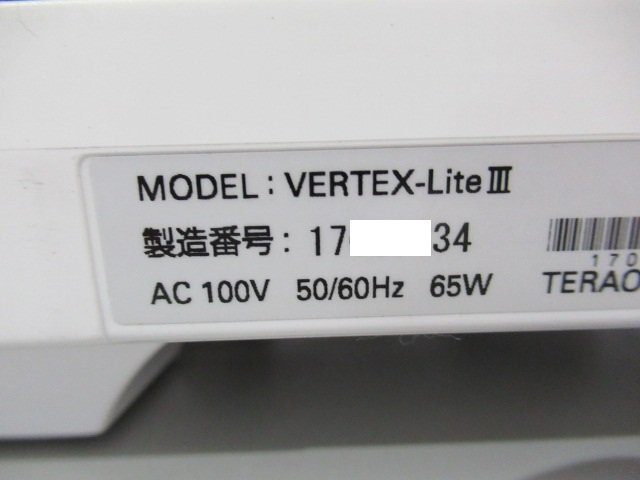 MODEL : VERTEX-Lite III
製造番号 : 17 34
170
AC 100V 50/60Hz 65W TERAO